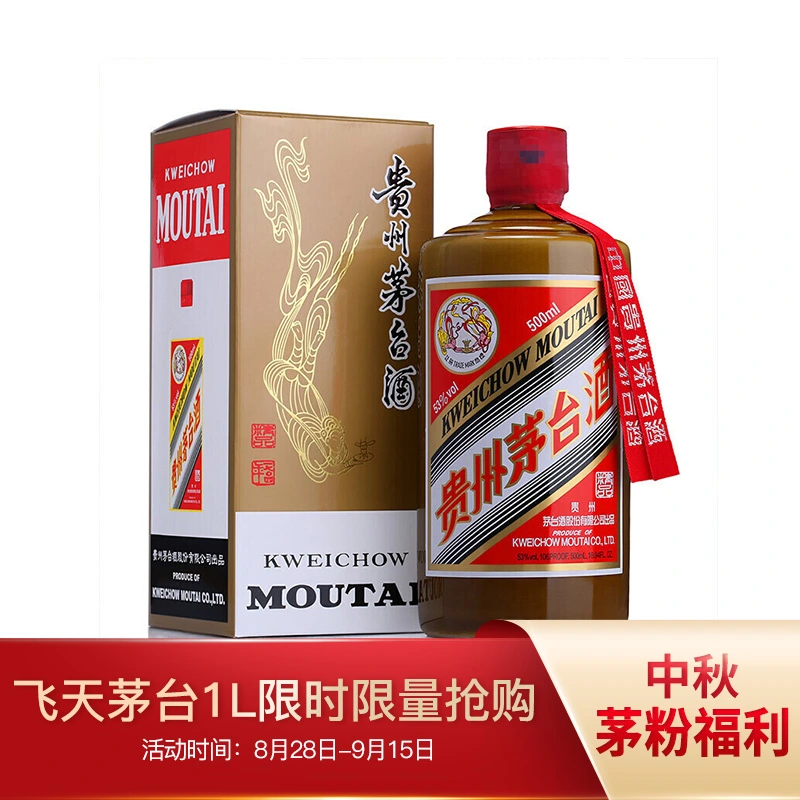 KWEICHOW
MOUTAI
贵州茅台酒股份有限公司出品
PRODUCE OF
KWEICHOW MOUTAI CO., LTD.
貴州茅台酒
KWEICHOW
MOUTAI
500ml
53%vol
KWEICHOW MOUTAI
贵州茅台酒
贵州
茅台酒股份有限公司出品
PRODUCE OF
KWEICHOW MOUTAI CO., LTD.
中國貴州茅台酒
飞天茅台1L限时限量抢购
活动时间：8月28日-9月15日
中秋
茅粉福利